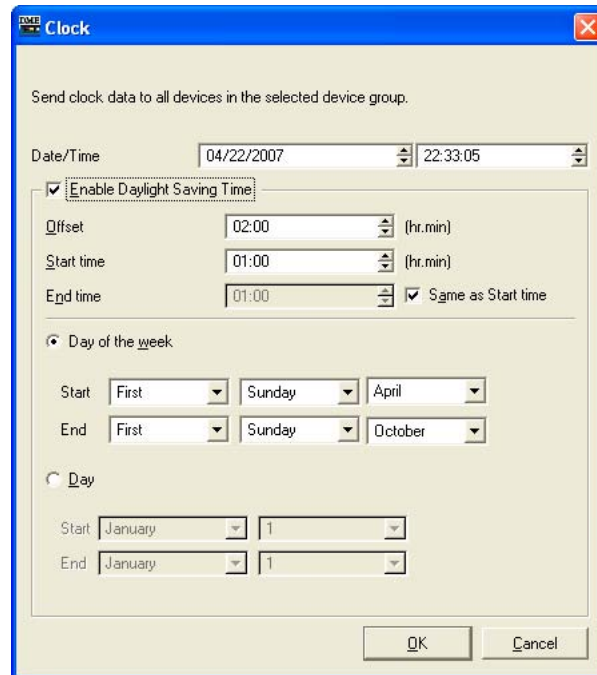 DME Clock
Send clock data to all devices in the selected device group.
Date/Time 04/22/2007 22:33:05
Enable Daylight Saving Time
Offset 02:00 (hr.min)
Start time 01:00 (hr.min)
End time 01:00 Same as Start time
Day of the week
Start First Sunday April
End First Sunday October
Day
Start January 1
End January 1
OK Cancel